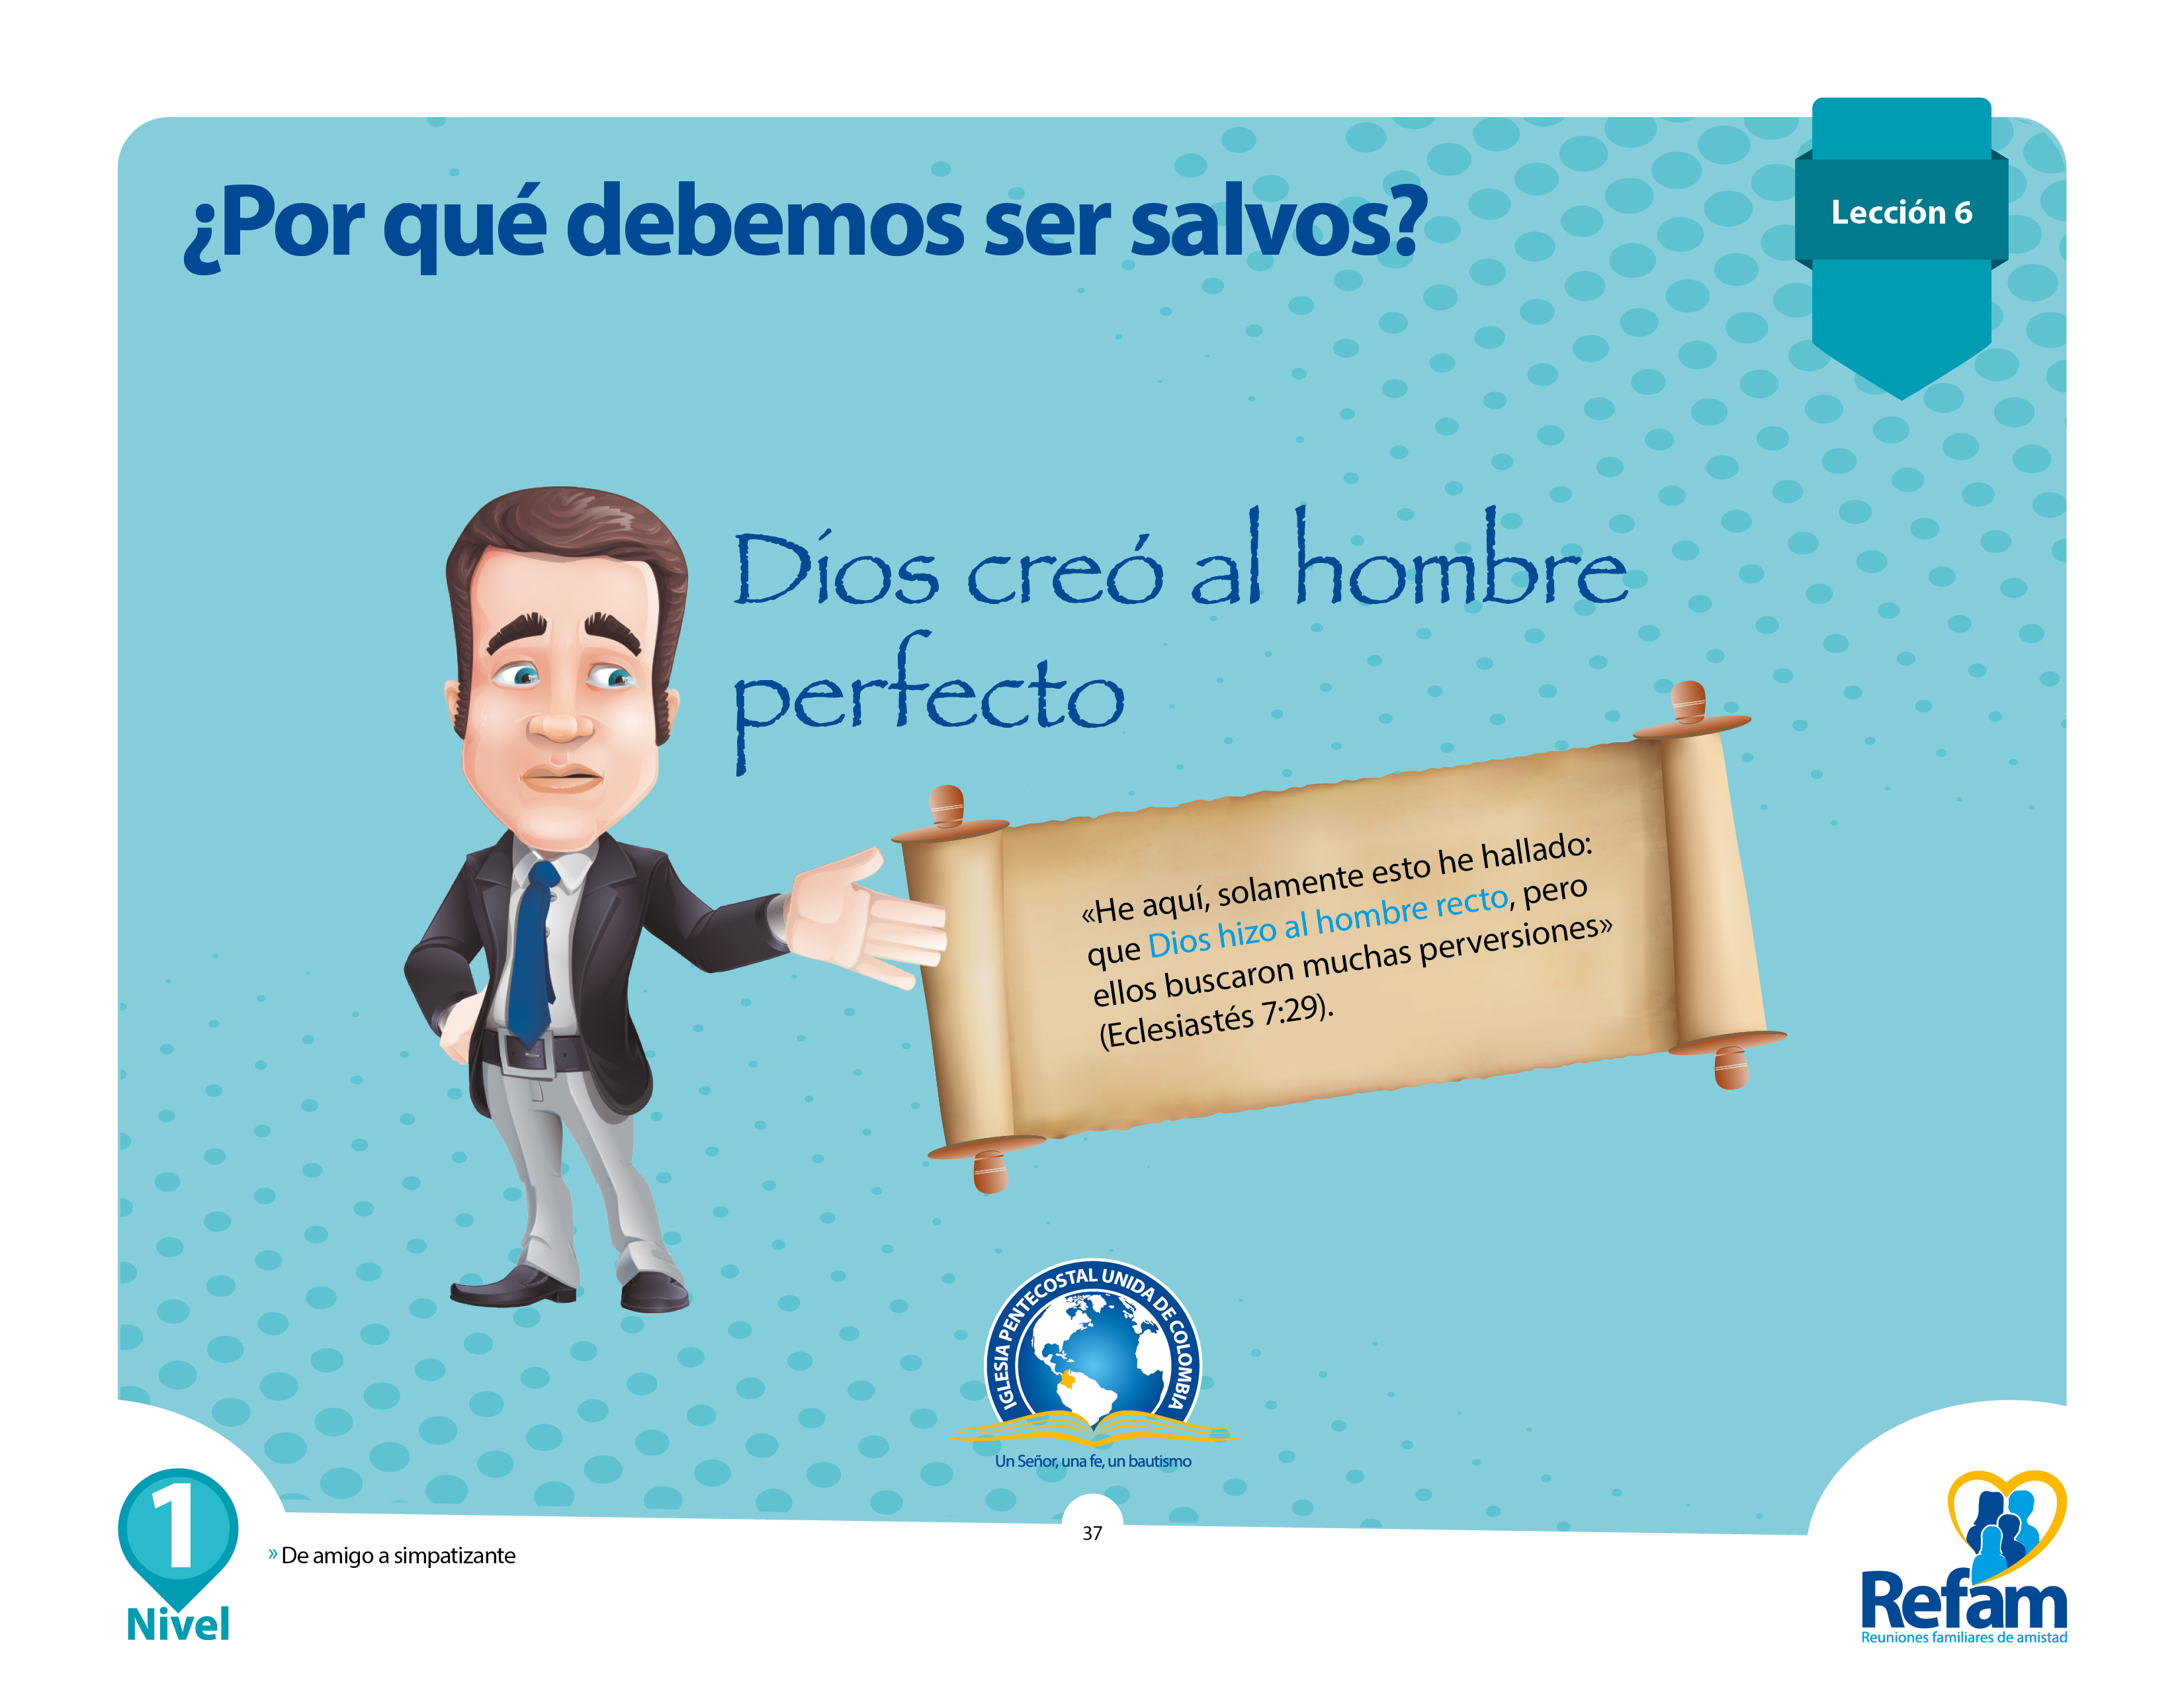 ¿Por qué debemos ser salvos?
Lección 6
Dios creó al hombre
perfecto
«He aquí, solamente esto he hallado:
que Dios hizo al hombre recto, pero
ellos buscaron muchas perversiones»
(Eclesiastés 7:29).
IGLESIA PENTECOSTAL UNIDA DE COLOMBIA
Un Señor, una fe, un bautismo
37
1
Nivel
» De amigo a simpatizante
Refam
Reuniones familiares de amistad